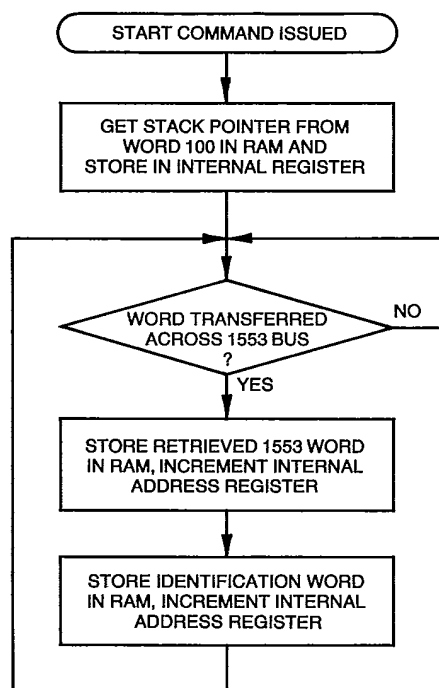 START COMMAND ISSUED
GET STACK POINTER FROM
WORD 100 IN RAM AND
STORE IN INTERNAL REGISTER
WORD TRANSFERRED
ACROSS 1553 BUS
?
NO
YES
STORE RETRIEVED 1553 WORD
IN RAM, INCREMENT INTERNAL
ADDRESS REGISTER
STORE IDENTIFICATION WORD
IN RAM, INCREMENT INTERNAL
ADDRESS REGISTER